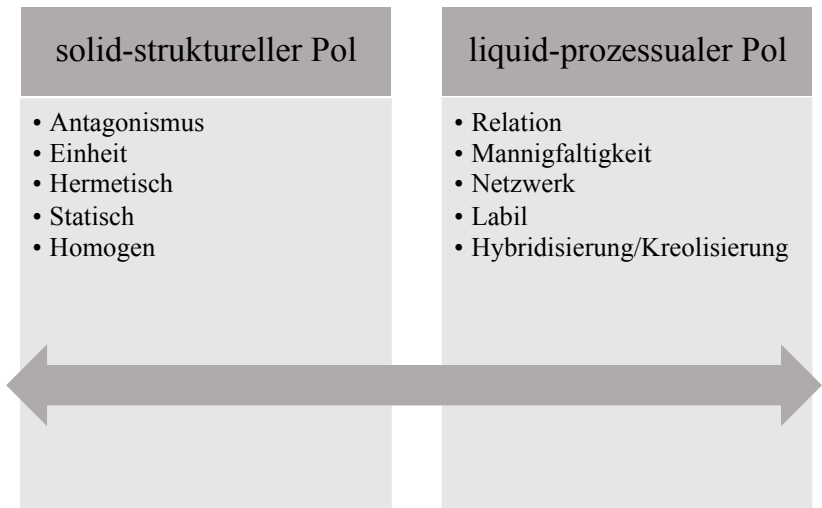 solid-struktureller Pol
• Antagonismus
• Einheit
• Hermetisch
• Statisch
• Homogen
liquid-prozessualer Pol
• Relation
• Mannigfaltigkeit
• Netzwerk
• Labil
• Hybridisierung/Kreolisierung